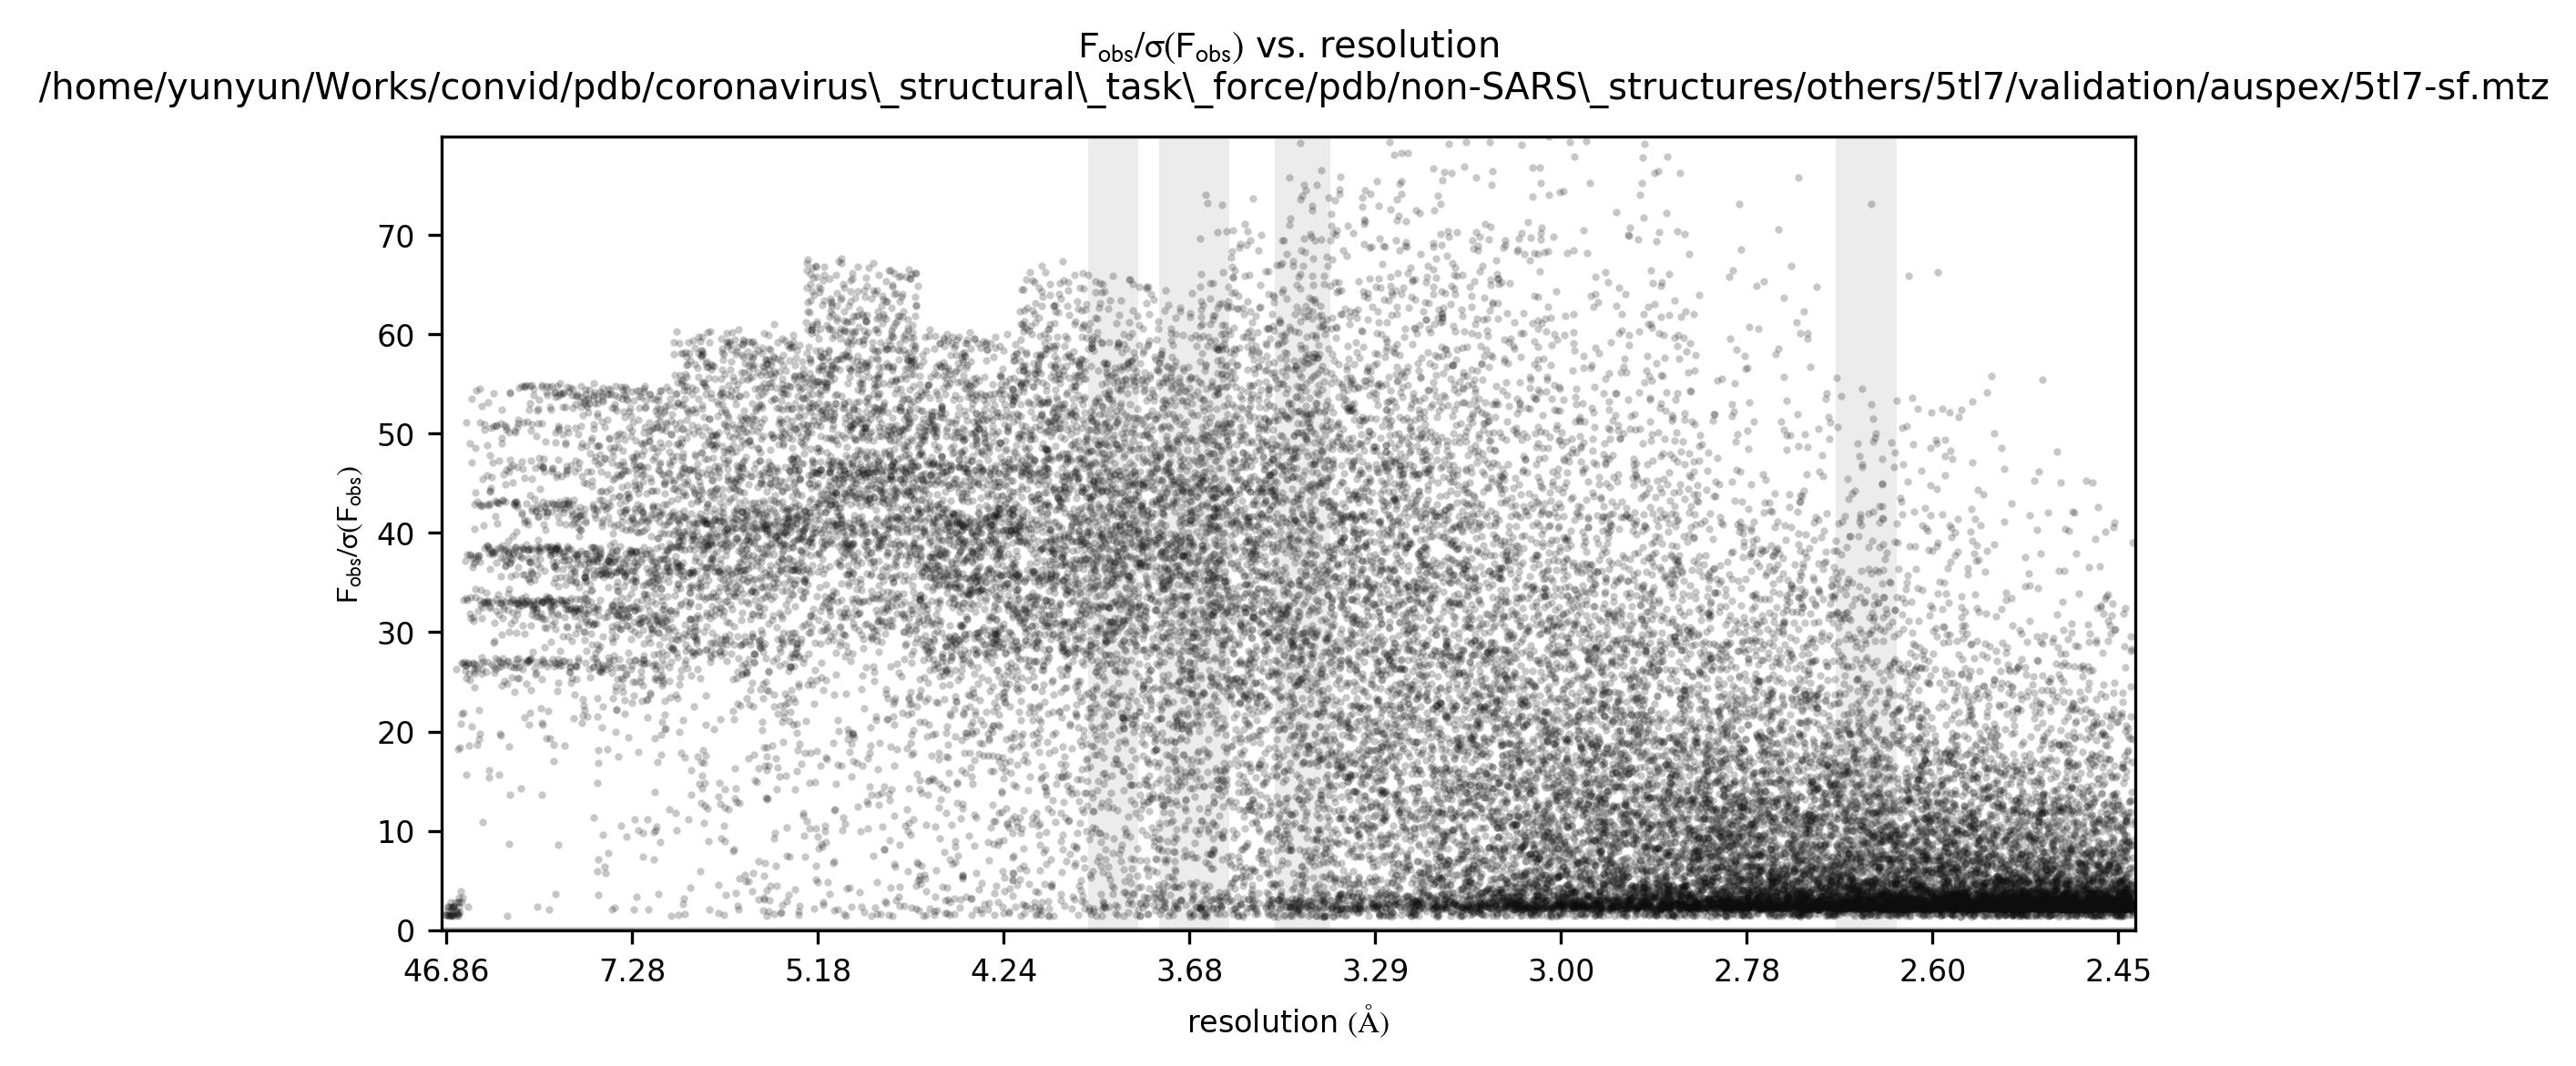 Fobs/σ(Fobs) vs. resolution
/home/yunyun/Works/convid/pdb/coronavirus\_structural\_task\_force/pdb/non-SARS\_structures/others/5tl7/validation/auspex/5tl7-sf.mtz
Fobs/σ(Fobs)
70
60
50
40
30
20
10
0
46.86 7.28 5.18 4.24 3.68 3.29 3.00 2.78 2.60 2.45
resolution (Å)